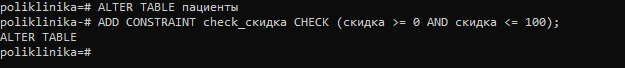 poliklinika=# ALTER TABLE пациенты
poliklinika-# ADD CONSTRAINT check_скидка CHECK (скидка >= 0 AND скидка <= 100);
ALTER TABLE
poliklinika=#